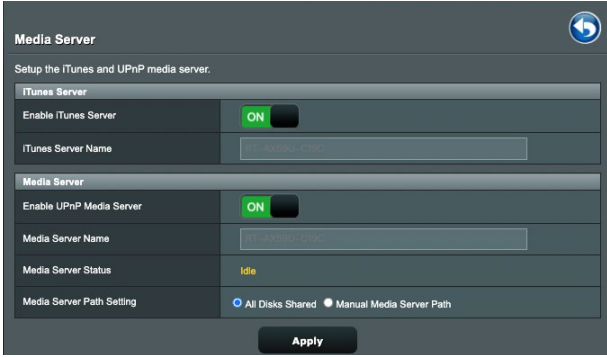 Media Server
Setup the iTunes and UPnP media server.
iTunes Server
Enable iTunes Server ON
iTunes Server Name
Media Server
Enable UPnP Media Server ON
Media Server Name
Media Server Status Idle
Media Server Path Setting All Disks Shared Manual Media Server Path
Apply